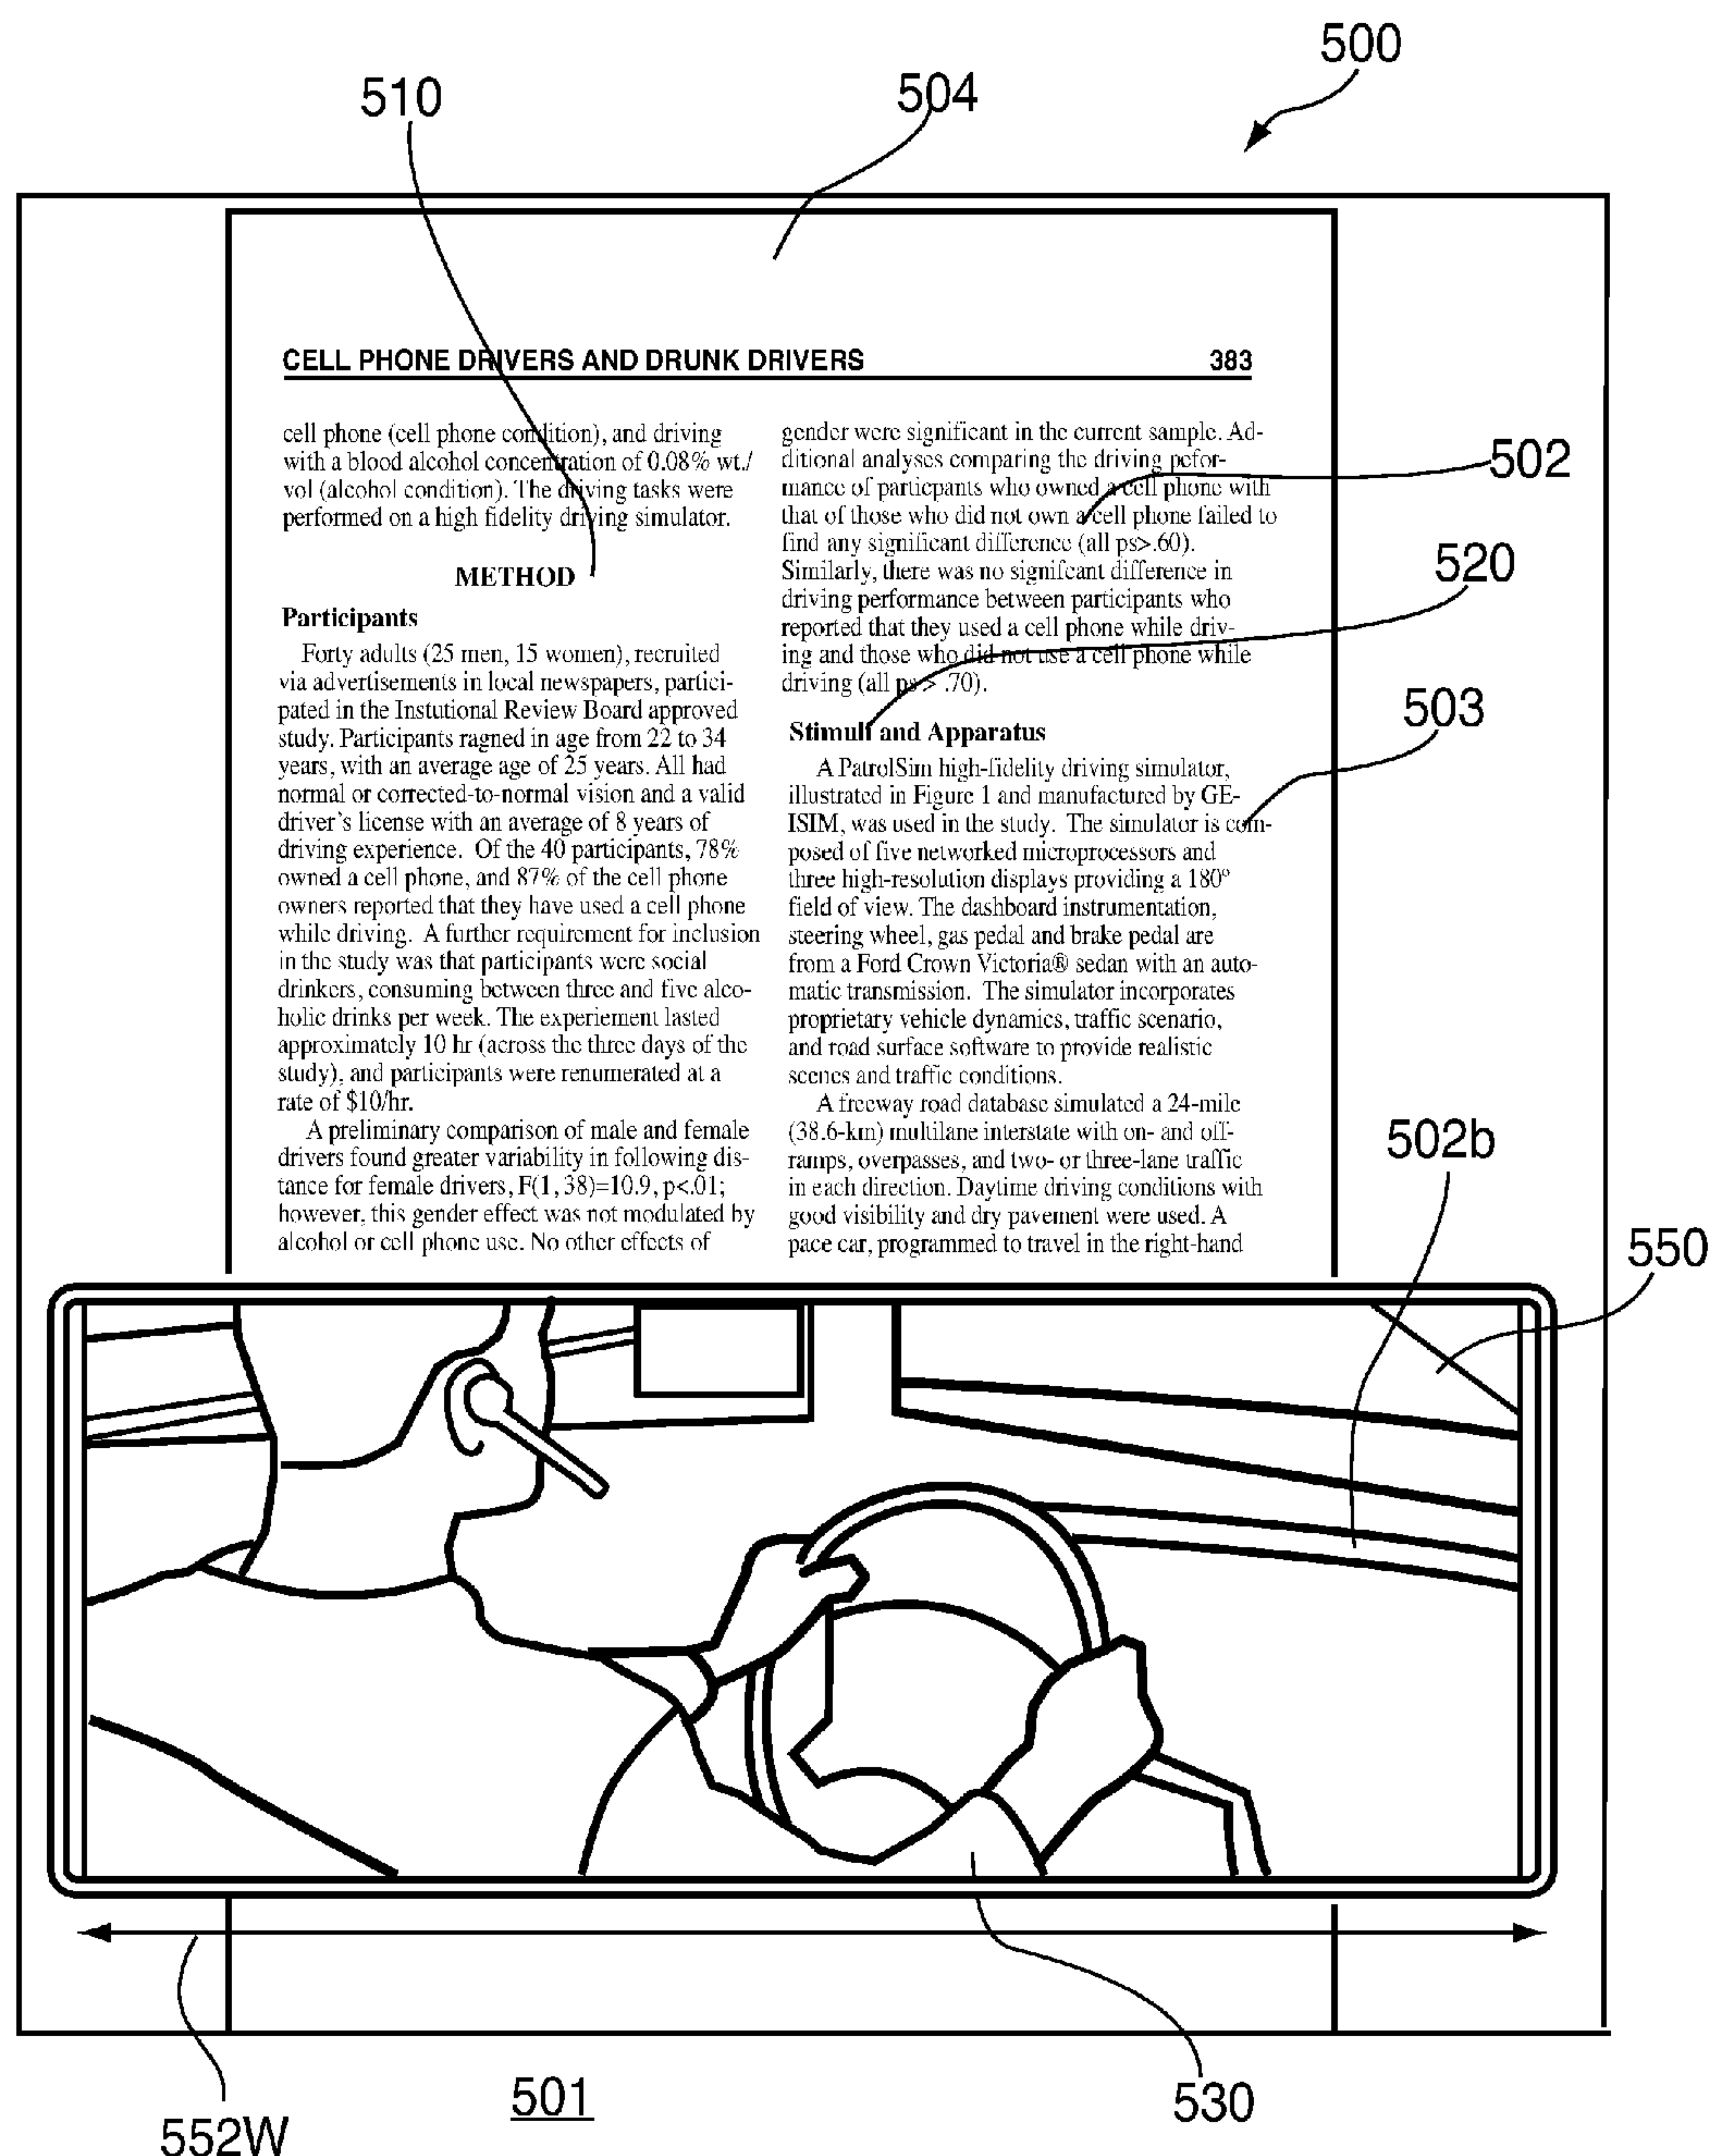 500
510
504
CELL PHONE DRIVERS AND DRUNK DRIVERS 383
cell phone (cell phone condition), and driving
with a blood alcohol concentration of 0.08% wt./
vol (alcohol condition). The driving tasks were
performed on a high fidelity driving simulator.
METHOD
Participants
Forty adults (25 men, 15 women), recruited
via advertisements in local newspapers, partici-
pated in the Instutional Review Board approved
study. Participants ragned in age from 22 to 34
years, with an average age of 25 years. All had
normal or corrected-to-normal vision and a valid
driver's license with an average of 8 years of
driving experience. Of the 40 participants, 78%
owned a cell phone, and 87% of the cell phone
owners reported that they have used a cell phone
while driving. A further requirement for inclusion
in the study was that participants were social
drinkers, consuming between three and five alco-
holic drinks per week. The experiement lasted
approximately 10 hr (across the three days of the
study), and participants were renumerated at a
rate of $10/hr.
A preliminary comparison of male and female
drivers found greater variability in following dis-
tance for female drivers, F(1, 38)=10.9, p<.01;
however, this gender effect was not modulated by
alcohol or cell phone use. No other effects of
gender were significant in the current sample. Ad-
ditional analyses comparing the driving pefor-
mance of particpants who owned a cell phone with
that of those who did not own a cell phone failed to
find any significant difference (all ps>.60).
Similarly, there was no signifcant difference in
driving performance between participants who
reported that they used a cell phone while driv-
ing and those who did not use a cell phone while
driving (all ps > .70).
Stimuli and Apparatus
A PatrolSim high-fidelity driving simulator,
illustrated in Figure 1 and manufactured by GE-
ISIM, was used in the study. The simulator is com-
posed of five networked microprocessors and
three high-resolution displays providing a 180°
field of view. The dashboard instrumentation,
steering wheel, gas pedal and brake pedal are
from a Ford Crown Victoria® sedan with an auto-
matic transmission. The simulator incorporates
proprietary vehicle dynamics, traffic scenario,
and road surface software to provide realistic
scenes and traffic conditions.
A freeway road database simulated a 24-mile
(38.6-km) multilane interstate with on- and off-
ramps, overpasses, and two- or three-lane traffic
in each direction. Daytime driving conditions with
good visibility and dry pavement were used. A
pace car, programmed to travel in the right-hand
502
520
503
502b
550
552W
501
530